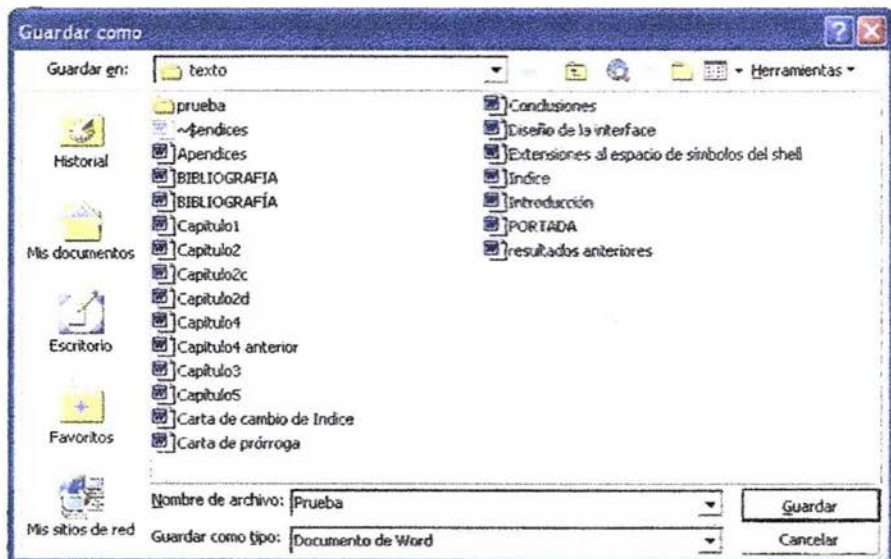 Guardar como
Guardar en: texto Herramientas
Historial
Mis documentos
Escritorio
Favoritos
Mis sitios de red
prueba
~$endices
Apendices
BIBLIOGRAFIA
BIBLIOGRAFÍA
Capitulo1
Capitulo2
Capitulo2c
Capitulo2d
Capitulo4
Capitulo4 anterior
Capítulo3
Capítulo5
Carta de cambio de Indice
Carta de prórroga
Conclusiones
Diseño de la interface
Extensiones al espacio de símbolos del shell
Indice
Introducción
PORTADA
resultados anteriores
Nombre de archivo: Prueba Guardar
Guardar como tipo: Documento de Word Cancelar